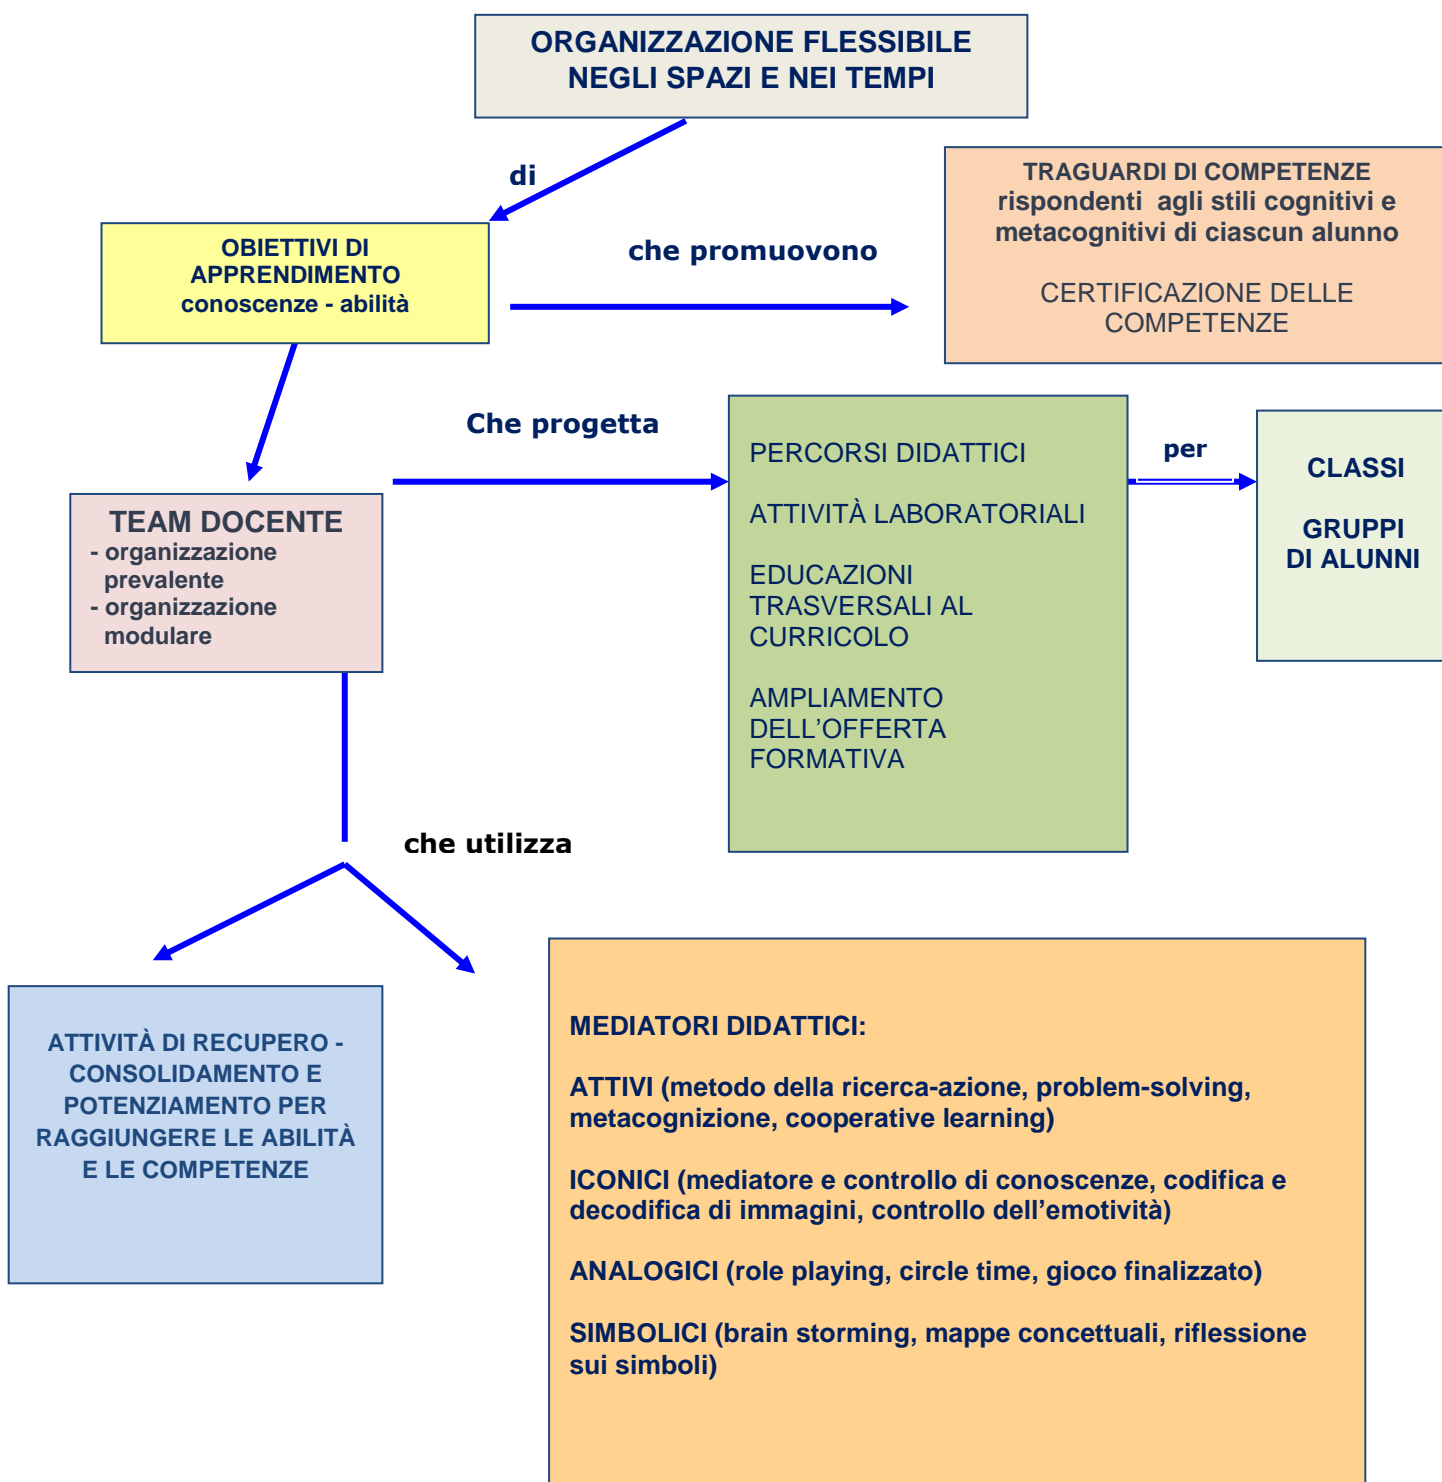 ORGANIZZAZIONE FLESSIBILE
NEGLI SPAZI E NEI TEMPI
di
TRAGUARDI DI COMPETENZE
rispondenti agli stili cognitivi e
metacognitivi di ciascun alunno
CERTIFICAZIONE DELLE
COMPETENZE
OBIETTIVI DI
APPRENDIMENTO
conoscenze - abilità
che promuovono
Che progetta
PERCORSI DIDATTICI
ATTIVITÀ LABORATORIALI
EDUCAZIONI
TRASVERSALI AL
CURRICOLO
AMPLIAMENTO
DELL’OFFERTA
FORMATIVA
per
CLASSI
GRUPPI
DI ALUNNI
TEAM DOCENTE
- organizzazione
prevalente
- organizzazione
modulare
che utilizza
ATTIVITÀ DI RECUPERO -
CONSOLIDAMENTO E
POTENZIAMENTO PER
RAGGIUNGERE LE ABILITÀ
E LE COMPETENZE
MEDIATORI DIDATTICI:
ATTIVI (metodo della ricerca-azione, problem-solving,
metacognizione, cooperative learning)
ICONICI (mediatore e controllo di conoscenze, codifica e
decodifica di immagini, controllo dell’emotività)
ANALOGICI (role playing, circle time, gioco finalizzato)
SIMBOLICI (brain storming, mappe concettuali, riflessione
sui simboli)